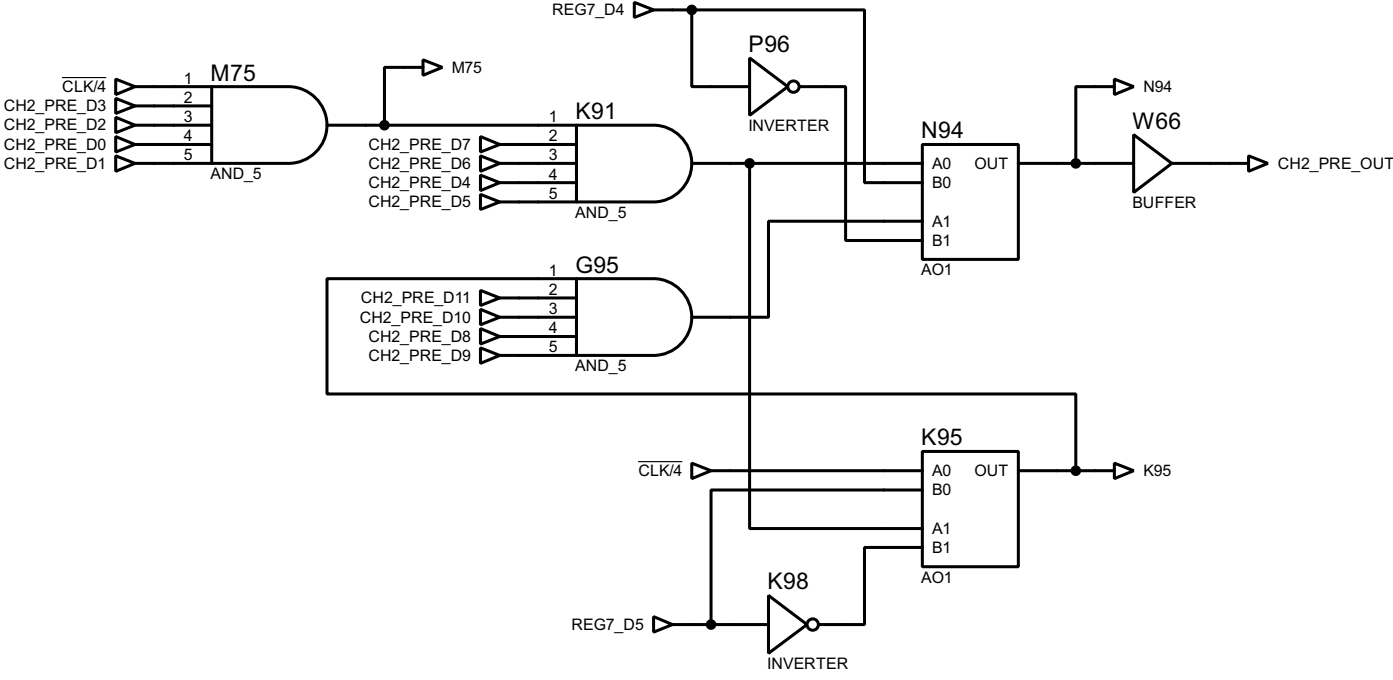 REG7_D4
P96
INVERTER
M75
CLK/4
CH2_PRE_D3
CH2_PRE_D2
CH2_PRE_D0
CH2_PRE_D1
1
2
3
4
5
M75
AND_5
K91
CH2_PRE_D7
CH2_PRE_D6
CH2_PRE_D4
CH2_PRE_D5
1
2
3
4
5
AND_5
N94
A0 OUT
B0
A1
B1
AO1
N94
W66
BUFFER
CH2_PRE_OUT
G95
CH2_PRE_D11
CH2_PRE_D10
CH2_PRE_D8
CH2_PRE_D9
1
2
3
4
5
AND_5
K95
CLK/4
A0 OUT
B0
A1
B1
AO1
K95
K98
REG7_D5
INVERTER